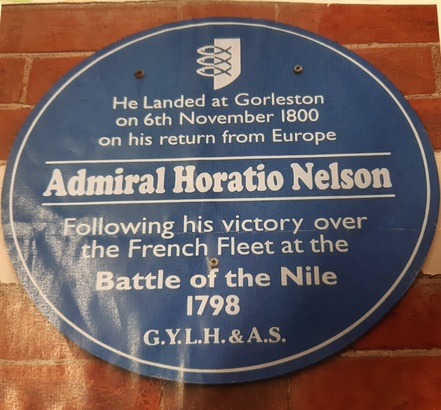 He Landed at Gorleston
on 6th November 1800
on his return from Europe
Admiral Horatio Nelson
Following his victory over
the French Fleet at the
Battle of the Nile
1798
G.Y.L.H. & A.S.